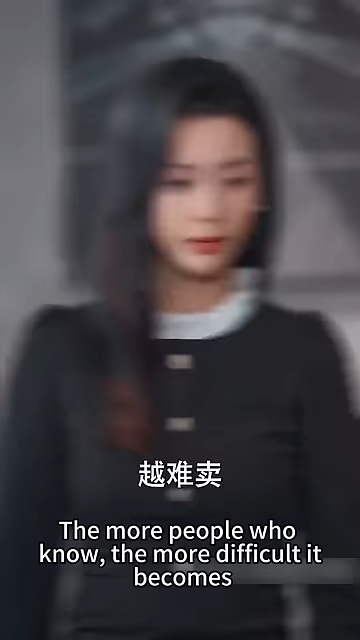 越难卖
The more people who
know, the more difficult it
becomes